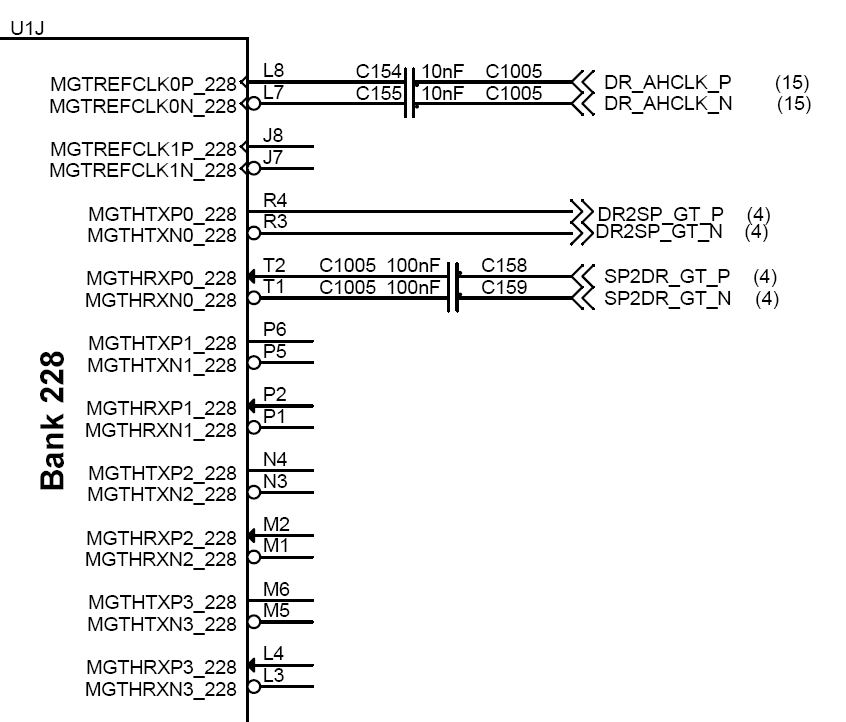 U1J
MGTREFCLK0P_228 L8 C154 10nF C1005 DR_AHCLK_P (15)
MGTREFCLK0N_228 L7 C155 10nF C1005 DR_AHCLK_N (15)
MGTREFCLK1P_228 J8
MGTREFCLK1N_228 J7
MGTHTXP0_228 R4 DR2SP_GT_P (4)
MGTHTXN0_228 R3 DR2SP_GT_N (4)
MGTHRXP0_228 T2 C1005 100nF C158 SP2DR_GT_P (4)
MGTHRXN0_228 T1 C1005 100nF C159 SP2DR_GT_N (4)
MGTHTXP1_228 P6
MGTHTXN1_228 P5
MGTHRXP1_228 P2
MGTHRXN1_228 P1
MGTHTXP2_228 N4
MGTHTXN2_228 N3
MGTHRXP2_228 M2
MGTHRXN2_228 M1
MGTHTXP3_228 M6
MGTHTXN3_228 M5
MGTHRXP3_228 L4
MGTHRXN3_228 L3
Bank 228